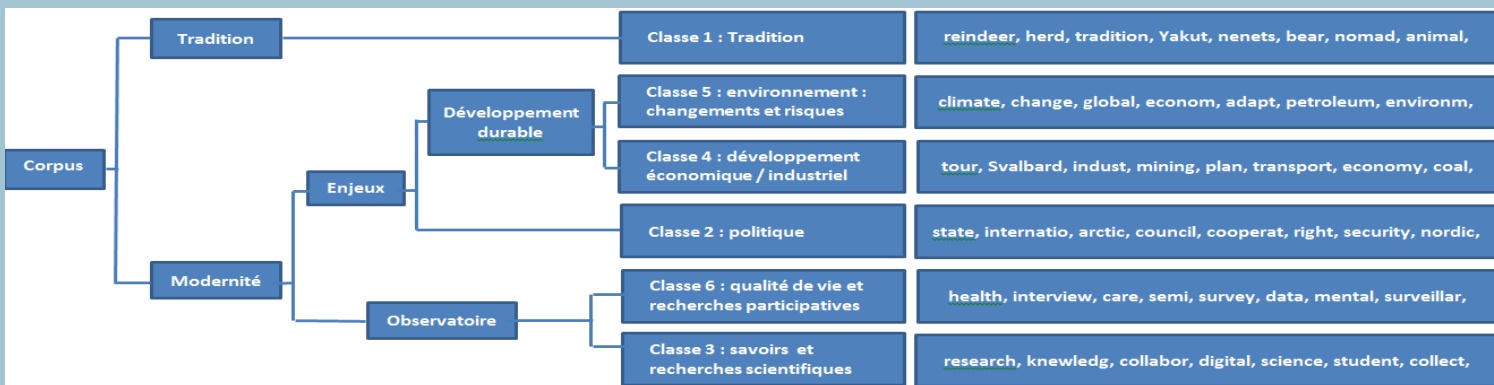 Tradition
Classe 1 : Tradition
reindeer, herd, tradition, Yakut, nenets, bear, nomad, animal,
Développement
durable
Classe 5 : environnement :
changements et risques
climate, change, global, econom, adapt, petroleum, environm,
Corpus
Enjeux
Classe 4 : développement
économique / industriel
tour, Svalbard, indust, mining, plan, transport, economy, coal,
Classe 2 : politique
state, internatio, arctic, council, cooperat, right, security, nordic,
Modernité
Observatoire
Classe 6 : qualité de vie et
recherches participatives
health, interview, care, semi, survey, data, mental, surveillar,
Classe 3 : savoirs et
recherches scientifiques
research, knewledg, collabor, digital, science, student, collect,